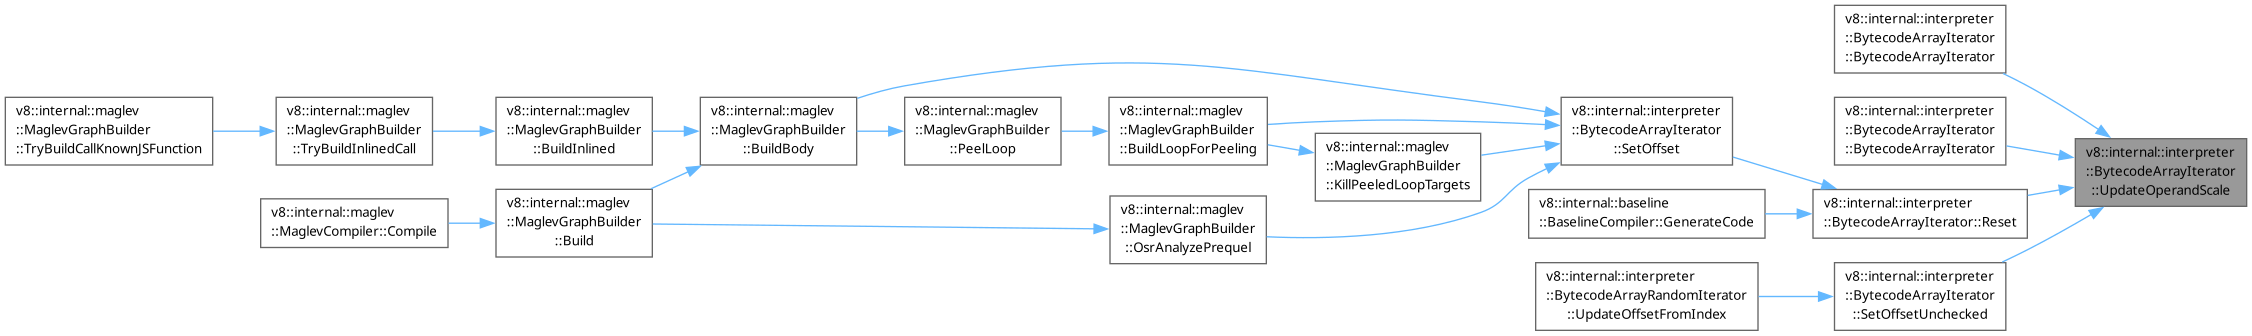 v8::internal::maglev
::MaglevGraphBuilder
::TryBuildCallKnownJSFunction
v8::internal::maglev
::MaglevGraphBuilder
::TryBuildInlinedCall
v8::internal::maglev
::MaglevCompiler::Compile
v8::internal::maglev
::MaglevGraphBuilder
::BuildInlined
v8::internal::maglev
::MaglevGraphBuilder
::Build
v8::internal::maglev
::MaglevGraphBuilder
::BuildBody
v8::internal::maglev
::MaglevGraphBuilder
::PeelLoop
v8::internal::maglev
::MaglevGraphBuilder
::BuildLoopForPeeling
v8::internal::maglev
::MaglevGraphBuilder
::OsrAnalyzePrequel
v8::internal::maglev
::MaglevGraphBuilder
::KillPeeledLoopTargets
v8::internal::interpreter
::BytecodeArrayIterator
::SetOffset
v8::internal::baseline
::BaselineCompiler::GenerateCode
v8::internal::interpreter
::BytecodeArrayRandomIterator
::UpdateOffsetFromIndex
v8::internal::interpreter
::BytecodeArrayIterator
::BytecodeArrayIterator
v8::internal::interpreter
::BytecodeArrayIterator
::BytecodeArrayIterator
v8::internal::interpreter
::BytecodeArrayIterator::Reset
v8::internal::interpreter
::BytecodeArrayIterator
::SetOffsetUnchecked
v8::internal::interpreter
::BytecodeArrayIterator
::UpdateOperandScale